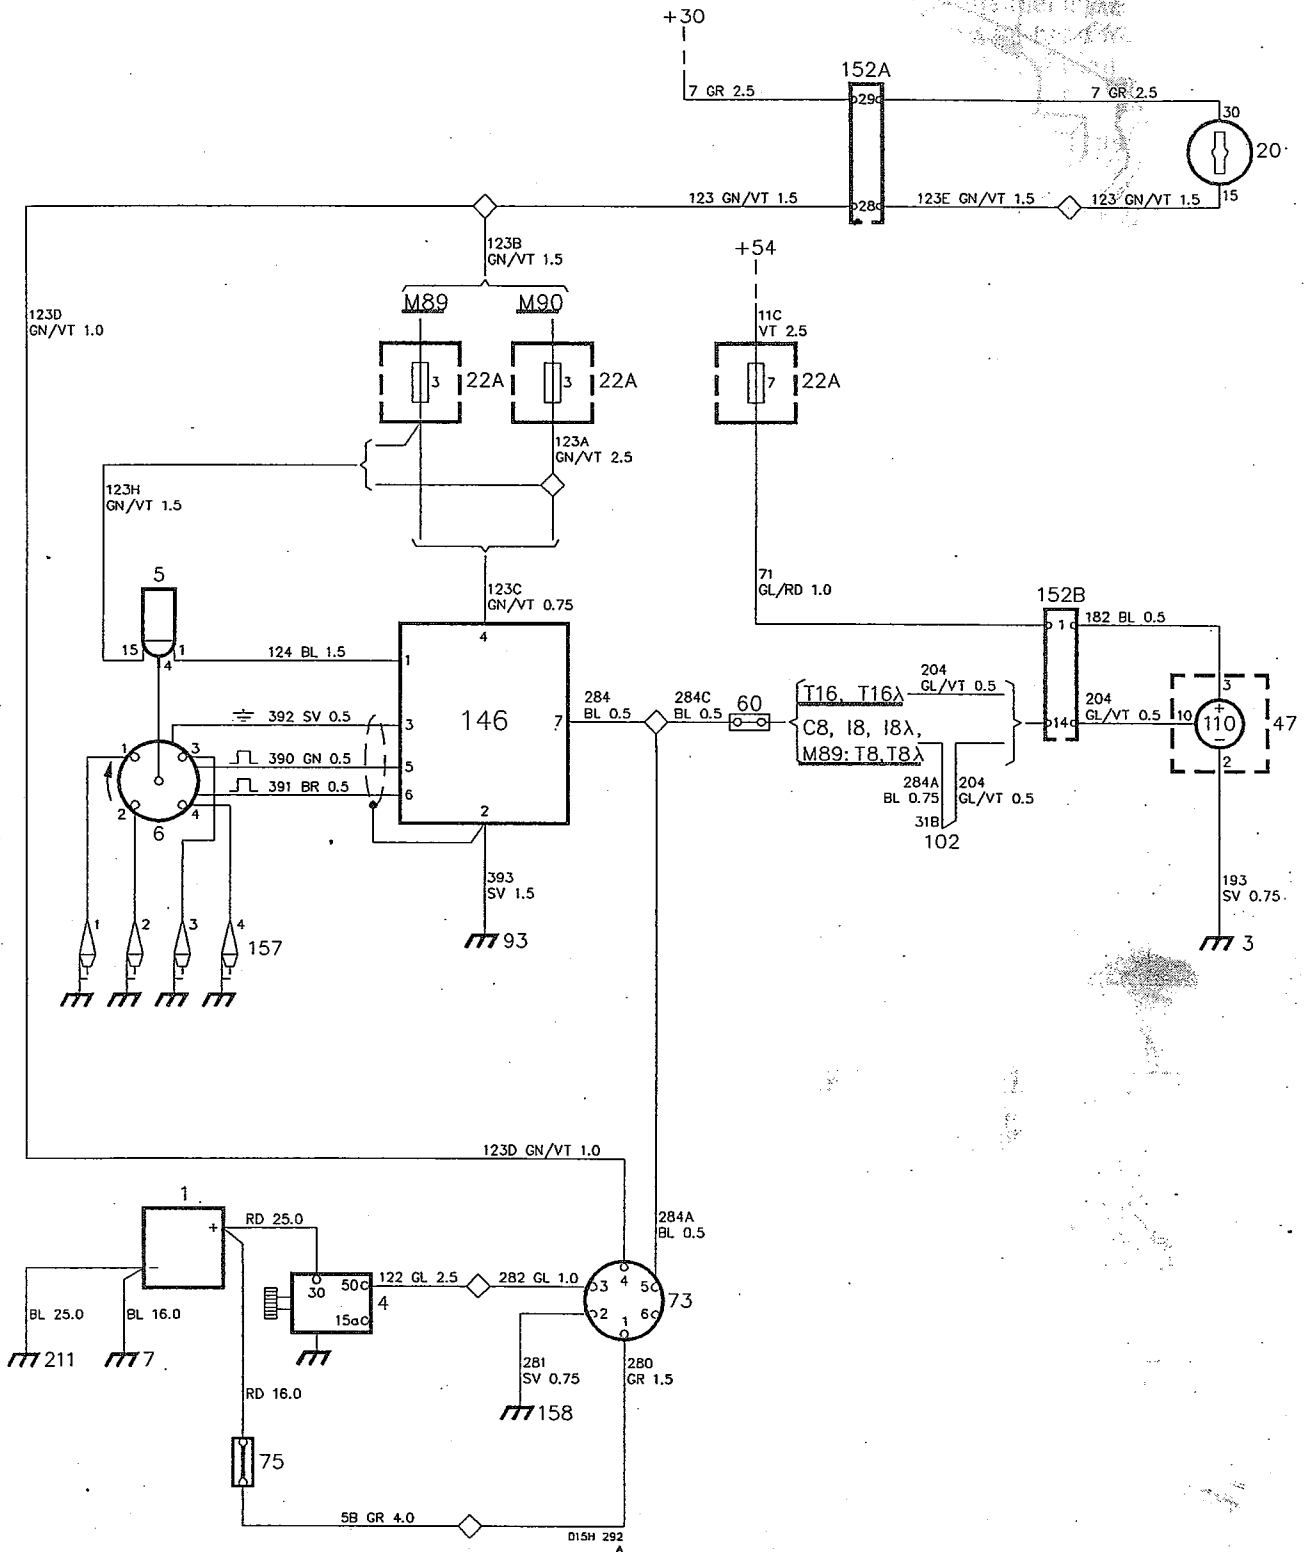 +30
152A
7 GR 2.5
29
7 GR 2.5
30
20
123 GN/VT 1.5
28
123E GN/VT 1.5
123 GN/VT 1.5
15
123B
GN/VT 1.5
+54
M89
M90
123D
GN/VT 1.0
11C
VT 2.5
3
22A
3
22A
7
22A
123A
GN/VT 2.5
123H
GN/VT 1.5
5
123C
GN/VT 0.75
71
GL/RD 1.0
152B
15
1
4
124 BL 1.5
4
1
1
182 BL 0.5
392 SV 0.5
3
146
7
284
BL 0.5
284C
BL 0.5
60
T16, T16λ
204
GL/VT 0.5
C8, I8, I8λ,
M89: T8,T8λ
14
204
GL/VT 0.5
10
3
+
110
−
2
47
1
3
390 GN 0.5
5
391 BR 0.5
6
2
4
6
2
284A
BL 0.75
204
GL/VT 0.5
31B
102
393
SV 1.5
93
193
SV 0.75
3
1
2
3
4
157
123D GN/VT 1.0
1
+
−
RD 25.0
284A
BL 0.5
BL 25.0
BL 16.0
30
50
15a
4
122 GL 2.5
282 GL 1.0
3
4
5
2
1
6
73
211
7
RD 16.0
281
SV 0.75
280
GR 1.5
158
75
5B GR 4.0
D15H 292
A